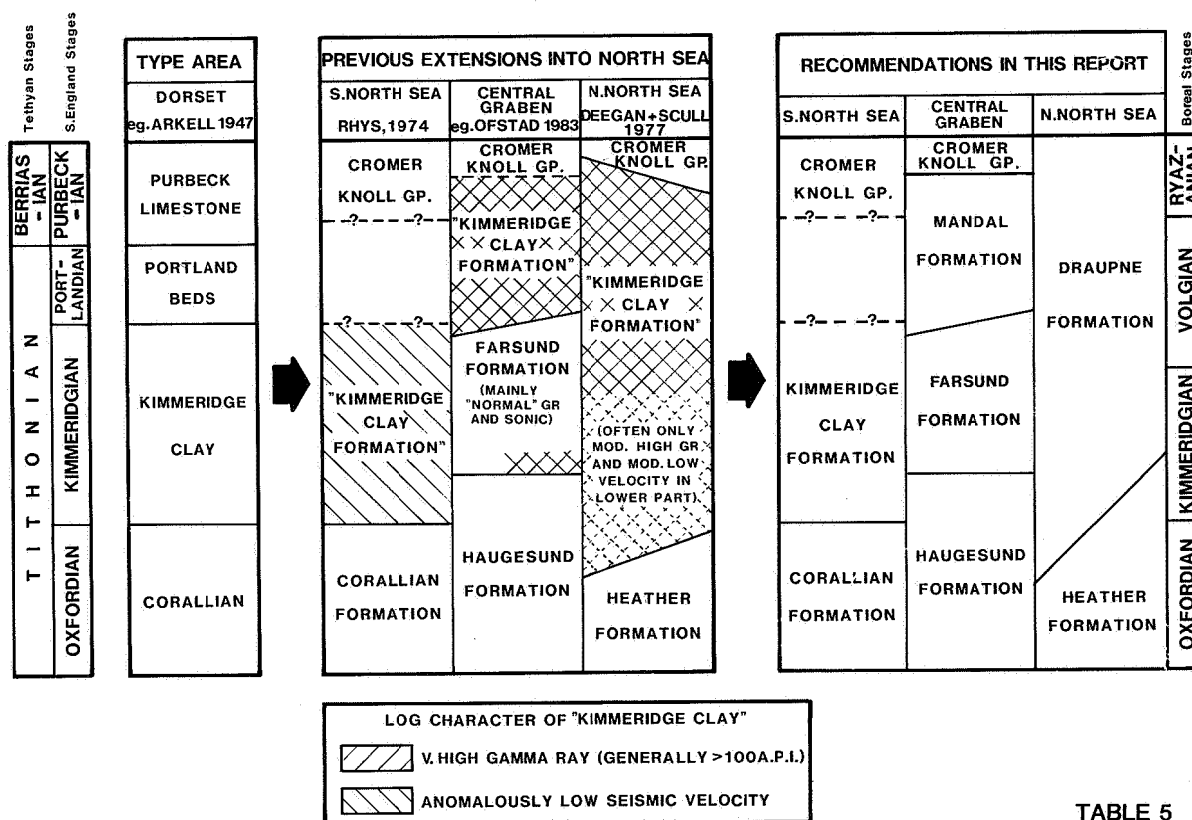 Tethyan Stages
S.England Stages
BERRIAS
- IAN
TITHONIAN
PURBECK
- IAN
PORT-
LANDIAN
KIMMERIDGIAN
OXFORDIAN
TYPE AREA
DORSET
eg.ARKELL 1947
PURBECK
LIMESTONE
PORTLAND
BEDS
KIMMERIDGE
CLAY
CORALLIAN
PREVIOUS EXTENSIONS INTO NORTH SEA
S.NORTH SEA
RHYS, 1974
CROMER
KNOLL GP.
-?- - -?-
-?- - -?-
"KIMMERIDGE
CLAY
FORMATION"
CORALLIAN
FORMATION
CENTRAL
GRABEN
eg.OFSTAD 1983
CROMER
KNOLL GP.
"KIMMERIDGE
CLAY
FORMATION"
FARSUND
FORMATION
(MAINLY
"NORMAL" GR
AND SONIC)
HAUGESUND
FORMATION
N.NORTH SEA
DEEGAN+SCULL
1977
CROMER
KNOLL GP.
"KIMMERIDGE
CLAY
FORMATION"
(OFTEN ONLY
MOD. HIGH GR
AND MOD. LOW
VELOCITY IN
LOWER PART)
HEATHER
FORMATION
RECOMMENDATIONS IN THIS REPORT
S.NORTH SEA
CROMER
KNOLL GP.
-?- - -?-
-?- - -?-
KIMMERIDGE
CLAY
FORMATION
CORALLIAN
FORMATION
CENTRAL
GRABEN
CROMER
KNOLL GP.
MANDAL
FORMATION
FARSUND
FORMATION
HAUGESUND
FORMATION
N.NORTH SEA
DRAUPNE
FORMATION
HEATHER
FORMATION
Boreal Stages
RYAZ-
ANIAN
VOLGIAN
KIMMERIDGIAN
OXFORDIAN
LOG CHARACTER OF "KIMMERIDGE CLAY"
V. HIGH GAMMA RAY (GENERALLY >100A.P.I.)
ANOMALOUSLY LOW SEISMIC VELOCITY
TABLE 5